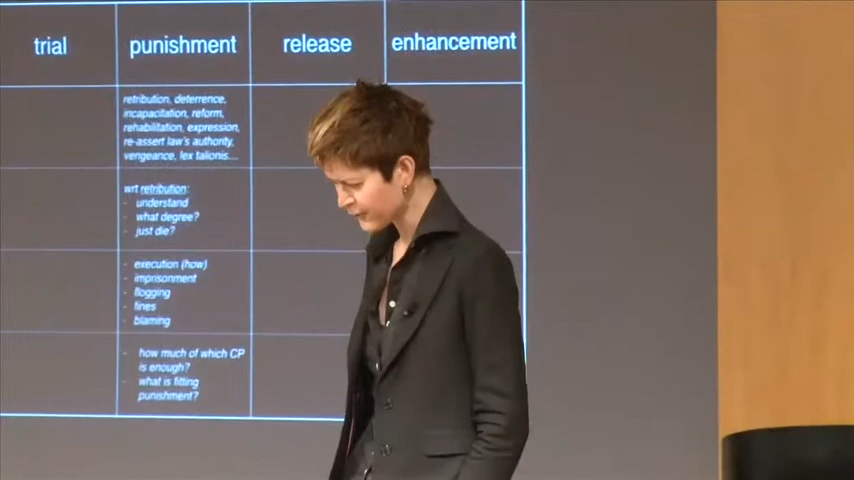 trial punishment release enhancement
retribution, deterrence,
incapacitation, reform,
rehabilitation, expression,
re-assert law's authority,
vengeance, lex talionis...
wrt retribution:
- understand
- what degree?
- just die?
- execution (how)
- imprisonment
- flogging
- fines
- blaming
- how much of which CP
is enough?
- what is fitting
punishment?